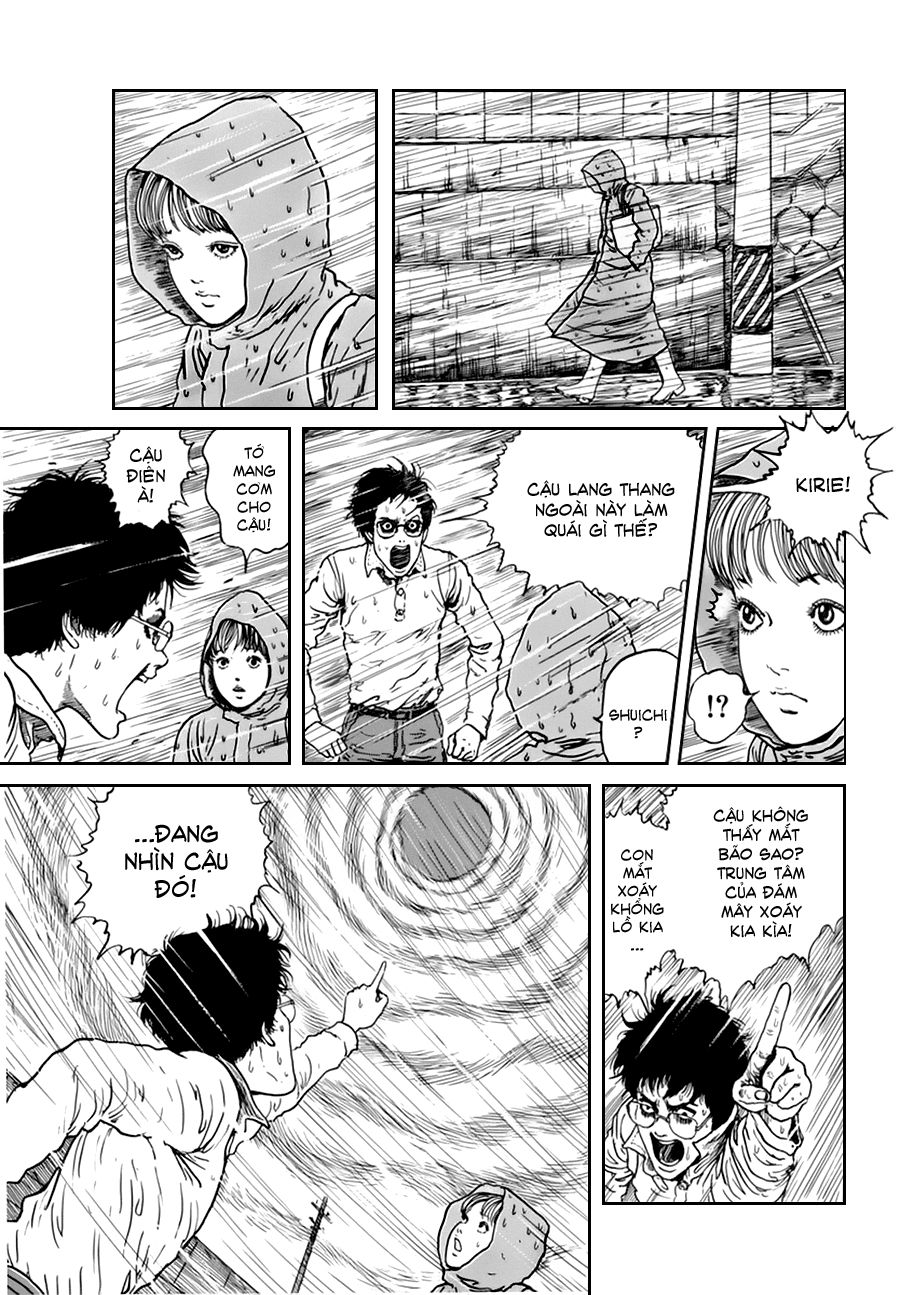 KIRIE!
!?
CẬU LANG THANG
NGOÀI NÀY LÀM
QUÁI GÌ THẾ?
SHUICHI
?
TỚ
MANG
CƠM
CHO
CẬU!
CẬU
ĐIÊN
À!
CẬU KHÔNG
THẤY MẮT
BÃO SAO?
TRUNG TÂM
CỦA ĐÁM
MÂY XOÁY
KIA KÌA!
CON
MẮT
XOÁY
KHỔNG
LỒ KIA
...
...ĐANG
NHÌN CẬU
ĐÓ!